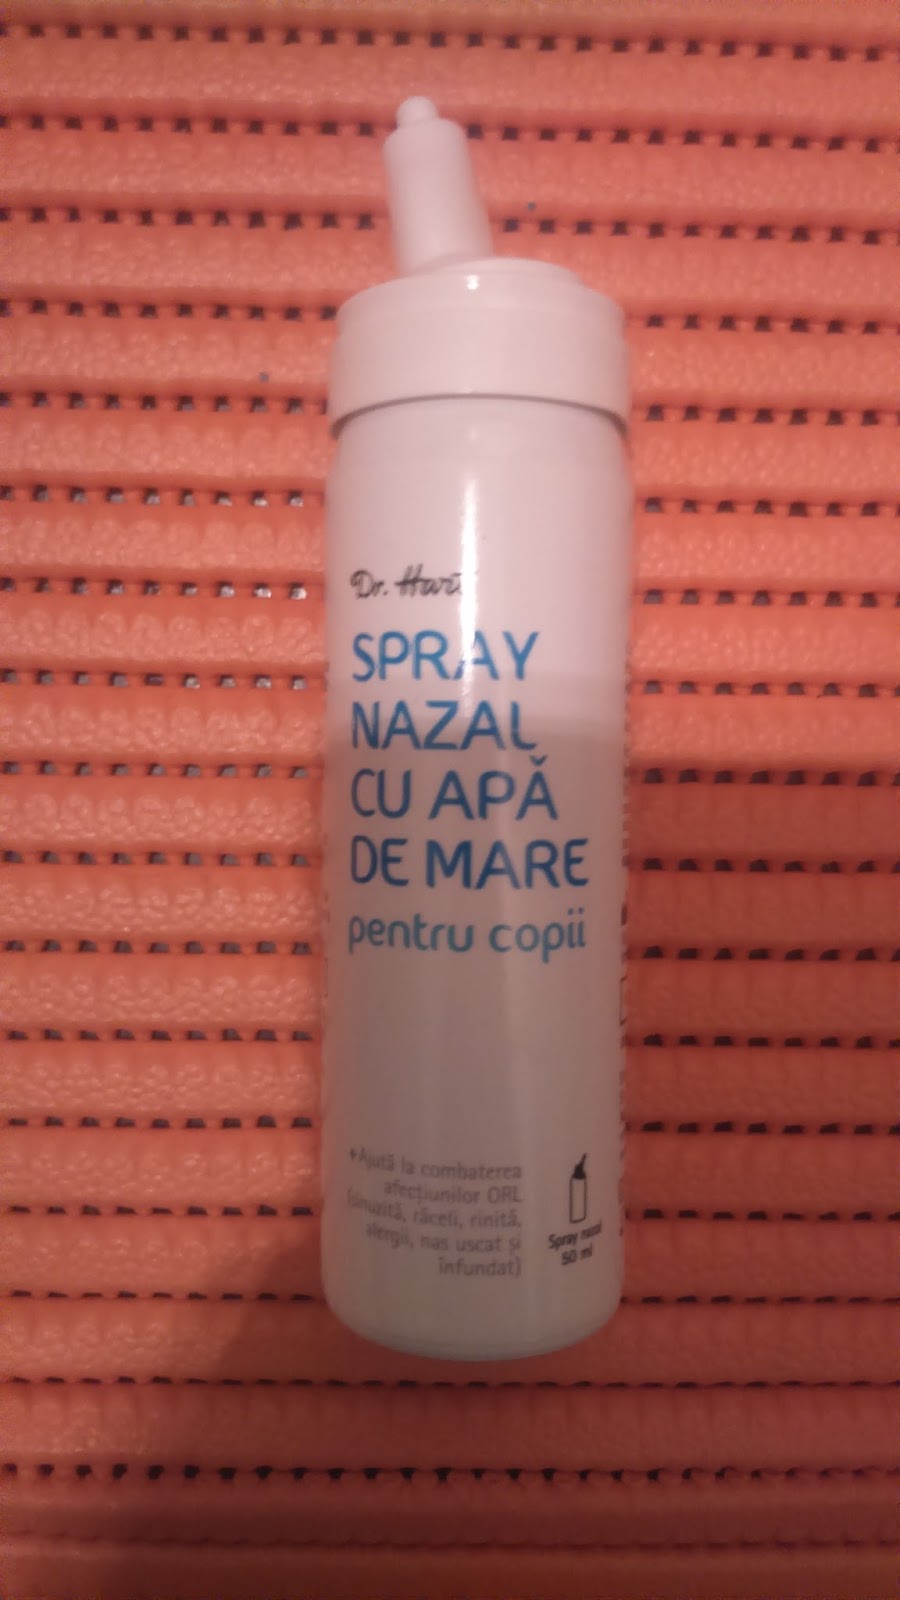 Dr. Hart
SPRAY
NAZAL
CU APĂ
DE MARE
pentru copii
+Ajută la combaterea
afecțiunilor ORL
(sinuzită, răceli, rinită,
alergii, nas uscat și
înfundat)
Spray nazal
50 ml